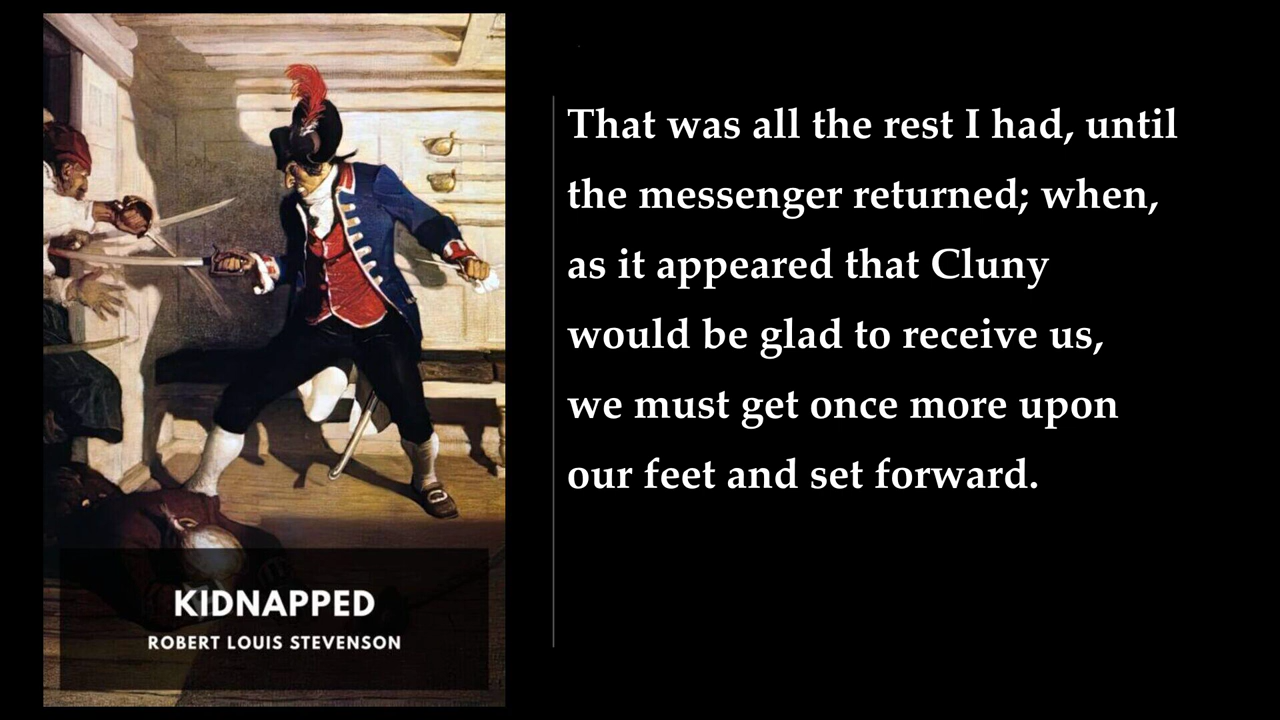 KIDNAPPED
ROBERT LOUIS STEVENSON
That was all the rest I had, until
the messenger returned; when,
as it appeared that Cluny
would be glad to receive us,
we must get once more upon
our feet and set forward.